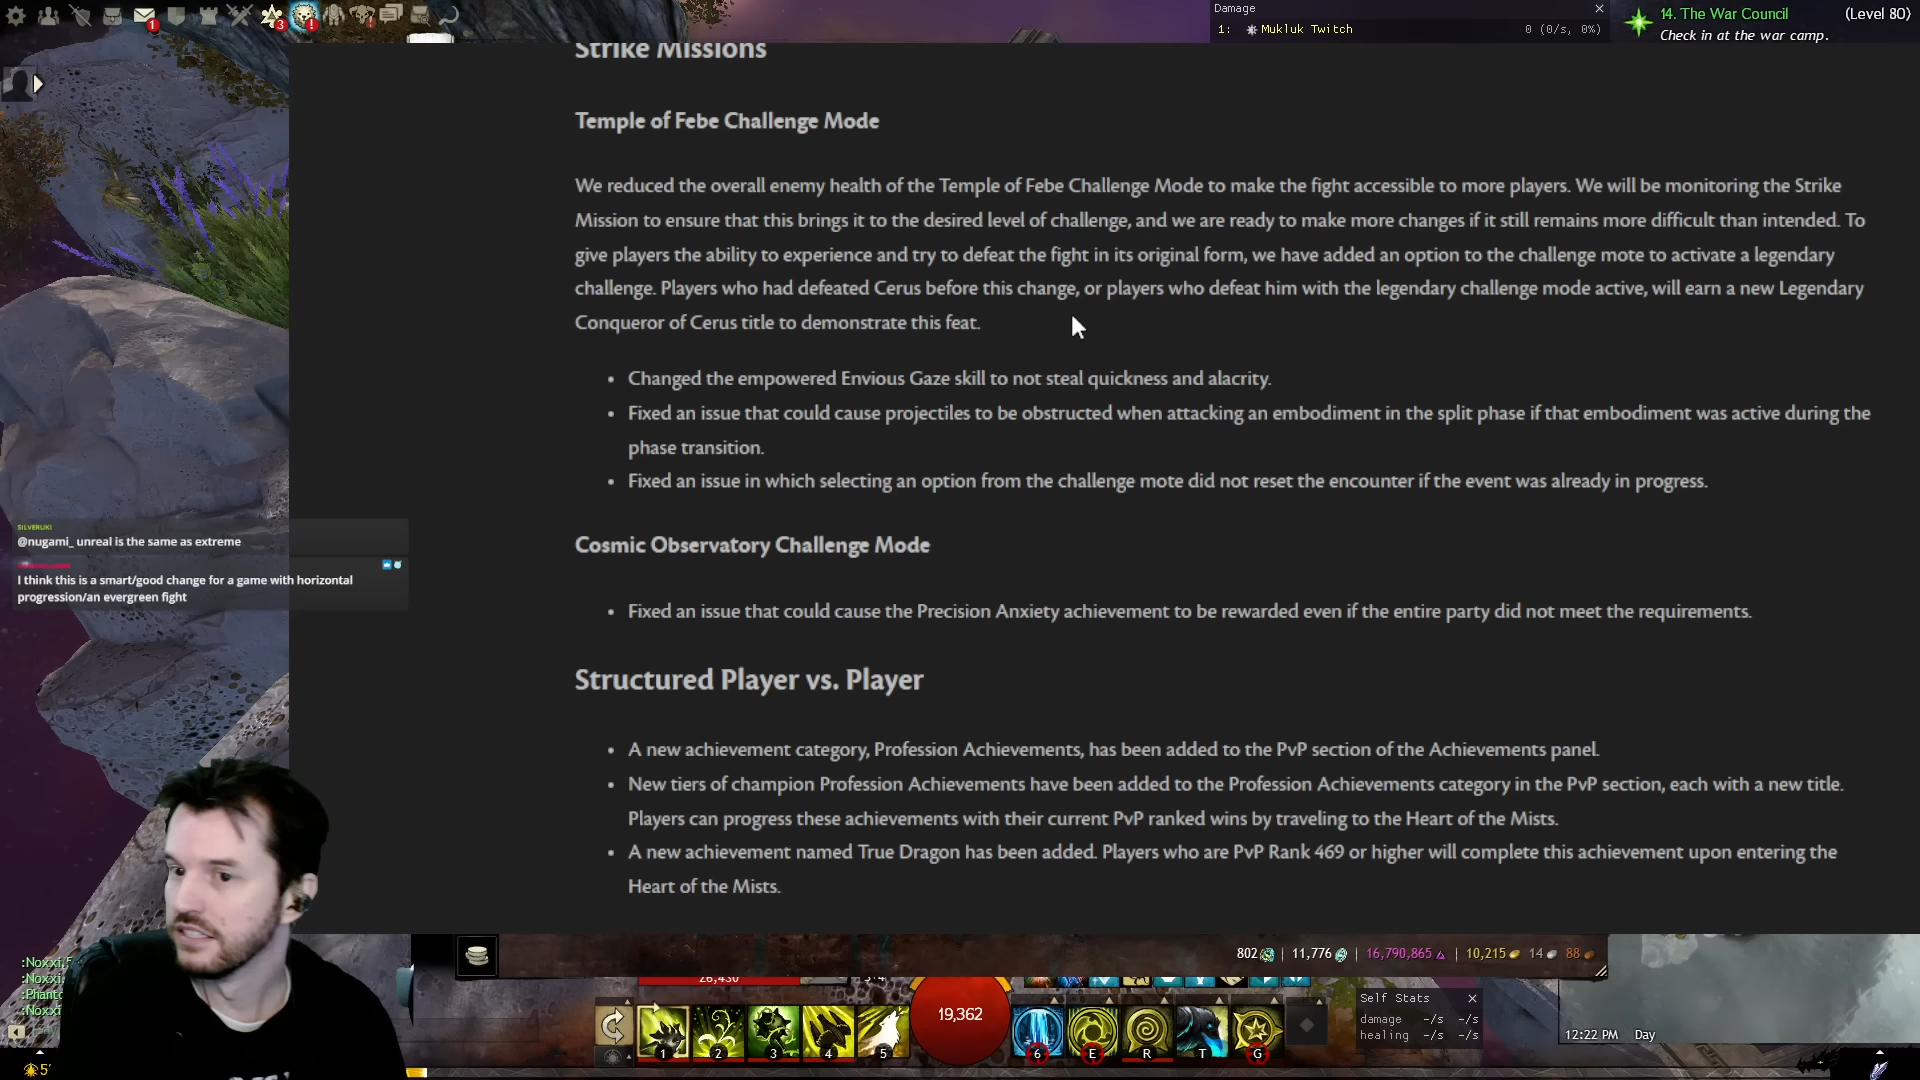 1
3
Damage
1: Mukluk Twitch 0 (0/s, 0%)
14. The War Council (Level 80)
Check in at the war camp.
Strike Missions
Temple of Febe Challenge Mode
We reduced the overall enemy health of the Temple of Febe Challenge Mode to make the fight accessible to more players. We will be monitoring the Strike
Mission to ensure that this brings it to the desired level of challenge, and we are ready to make more changes if it still remains more difficult than intended. To
give players the ability to experience and try to defeat the fight in its original form, we have added an option to the challenge mote to activate a legendary
challenge. Players who had defeated Cerus before this change, or players who defeat him with the legendary challenge mode active, will earn a new Legendary
Conqueror of Cerus title to demonstrate this feat.
• Changed the empowered Envious Gaze skill to not steal quickness and alacrity.
• Fixed an issue that could cause projectiles to be obstructed when attacking an embodiment in the split phase if that embodiment was active during the
phase transition.
• Fixed an issue in which selecting an option from the challenge mote did not reset the encounter if the event was already in progress.
SILVERLIKI
@nugami_ unreal is the same as extreme
I think this is a smart/good change for a game with horizontal
progression/an evergreen fight
Cosmic Observatory Challenge Mode
• Fixed an issue that could cause the Precision Anxiety achievement to be rewarded even if the entire party did not meet the requirements.
Structured Player vs. Player
• A new achievement category, Profession Achievements, has been added to the PvP section of the Achievements panel.
• New tiers of champion Profession Achievements have been added to the Profession Achievements category in the PvP section, each with a new title.
Players can progress these achievements with their current PvP ranked wins by traveling to the Heart of the Mists.
• A new achievement named True Dragon has been added. Players who are PvP Rank 469 or higher will complete this achievement upon entering the
Heart of the Mists.
802 | 11,776 | 16,790,865 | 10,215 14 88
:Noxxi.
:Noxxi.
:Phanto
:Noxxi.
26,430
19,362
1 2 3 4 5
6 E R T G
Self Stats
damage -/s -/s
healing -/s -/s
12:22 PM Day
5'